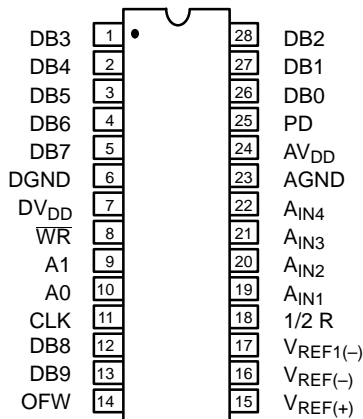 DB3 1 28 DB2
DB4 2 27 DB1
DB5 3 26 DB0
DB6 4 25 PD
DB7 5 24 AVDD
DGND 6 23 AGND
DVDD 7 22 AIN4
WR 8 21 AIN3
A1 9 20 AIN2
A0 10 19 AIN1
CLK 11 18 1/2 R
DB8 12 17 VREF1(–)
DB9 13 16 VREF(–)
OFW 14 15 VREF(+)